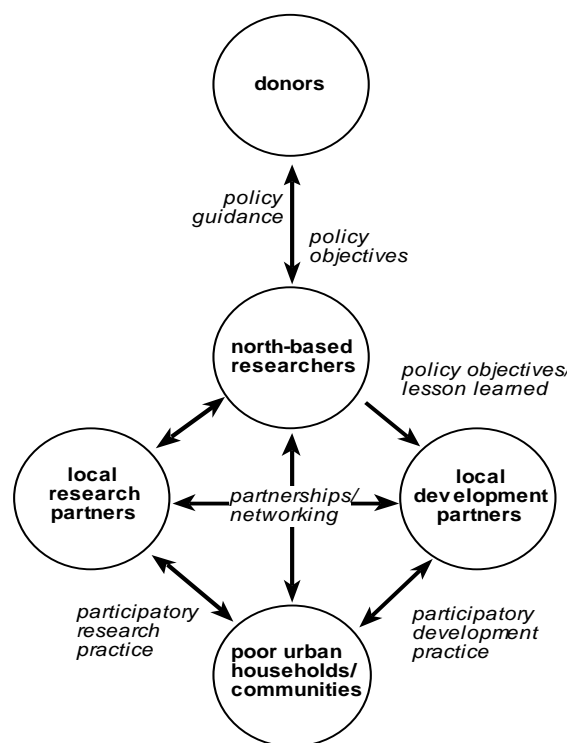 donors
policy
guidance
policy
objectives
north-based
researchers
policy objectives/
lesson learned
local
research
partners
partnerships/
networking
local
development
partners
participatory
research
practice
poor urban
households/
communities
participatory
development
practice